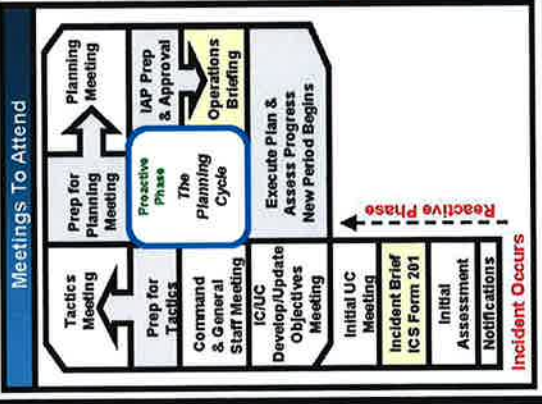 Meetings To Attend
Tactics
Meeting
Prep for
Planning
Meeting
Planning
Meeting
Prep for
Tactics
Proactive
Phase
The
Planning
Cycle
IAP Prep
& Approval
Command
& General
Staff Meeting
Operations
Briefing
IC/UC
Develop/Update
Objectives
Meeting
Execute Plan &
Assess Progress
New Period Begins
Initial UC
Meeting
Incident Brief
ICS Form 201
Initial
Assessment
Notifications
Reactive Phase
Incident Occurs